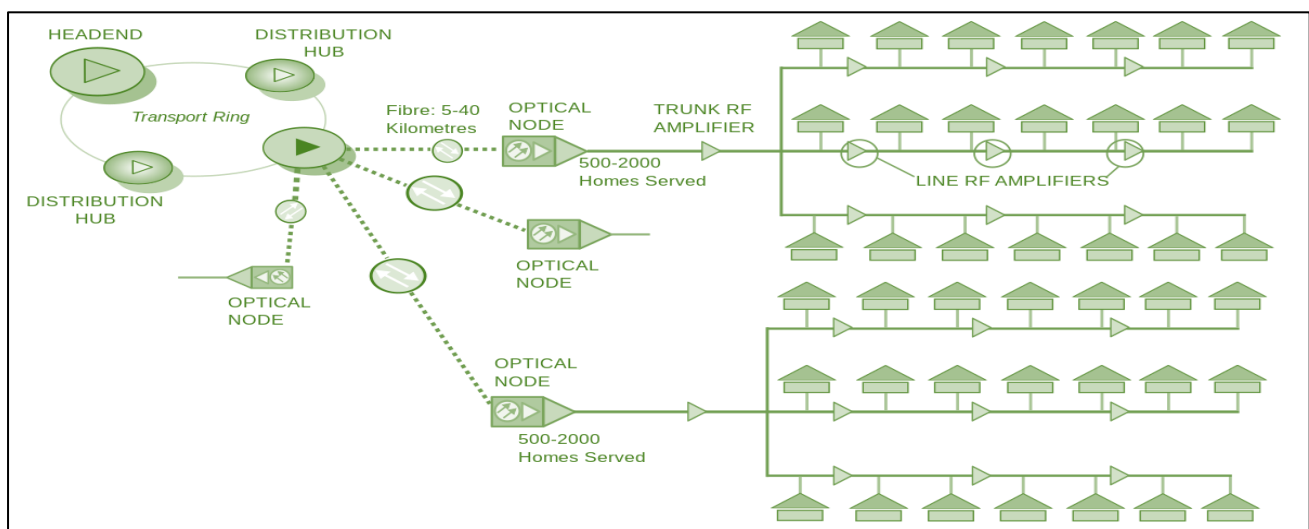 HEADEND
DISTRIBUTION
HUB
Transport Ring
DISTRIBUTION
HUB
Fibre: 5-40
Kilometres
OPTICAL
NODE
500-2000
Homes Served
TRUNK RF
AMPLIFIER
LINE RF AMPLIFIERS
OPTICAL
NODE
OPTICAL
NODE
OPTICAL
NODE
500-2000
Homes Served